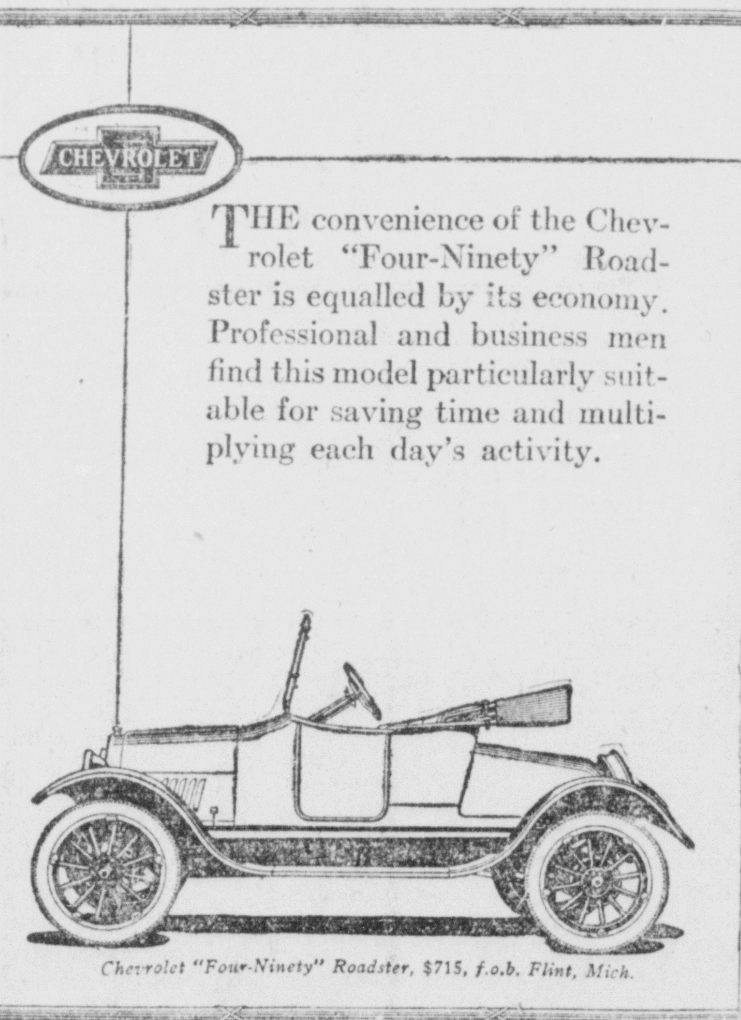 CHEVROLET
THE convenience of the Chev-
rolet "Four-Ninety" Road-
ster is equalled by its economy.
Professional and business men
find this model particularly suit-
able for saving time and multi-
plying each day's activity.
Chevrolet "Four-Ninety" Roadster, $715, f.o.b. Flint, Mich.